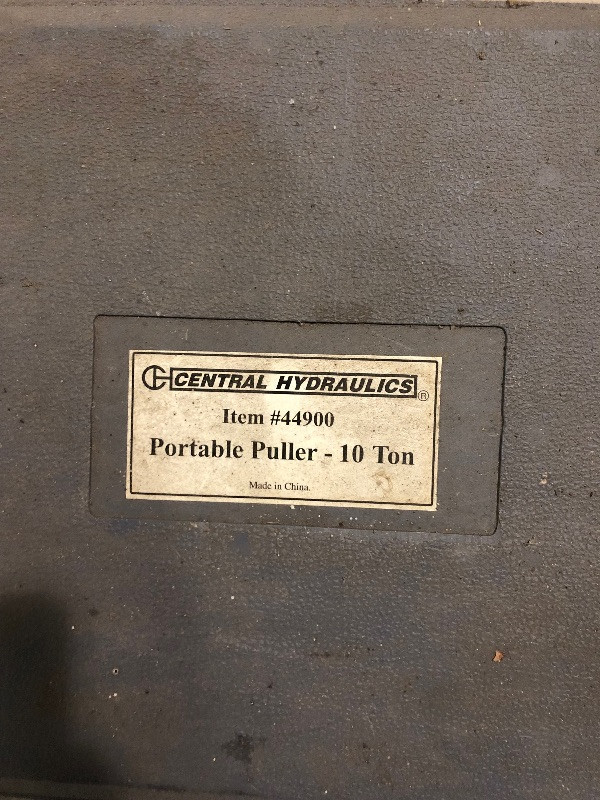 CENTRAL HYDRAULICS®
Item #44900
Portable Puller - 10 Ton
Made in China.